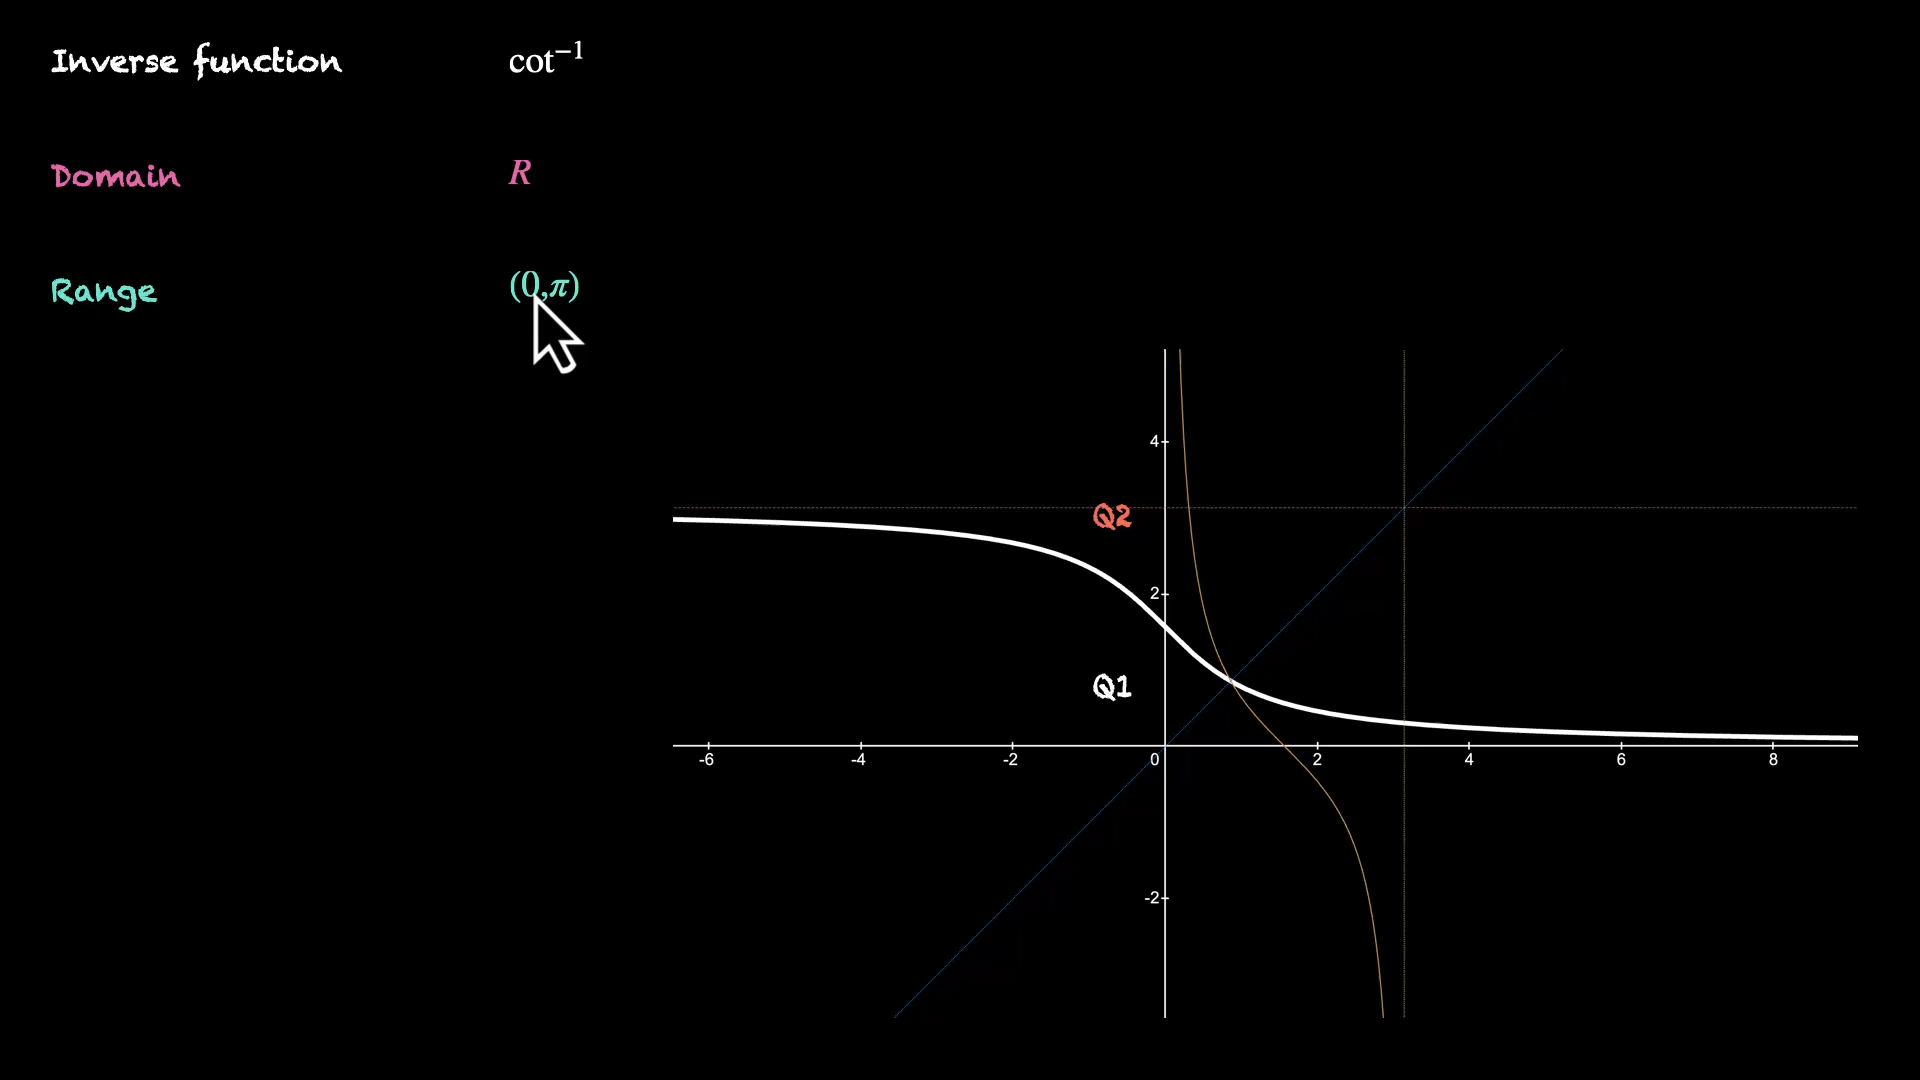 Inverse function cot⁻¹
Domain R
Range (0,π)
4
Q2
2
Q1
-6 -4 -2 0 2 4 6 8
-2